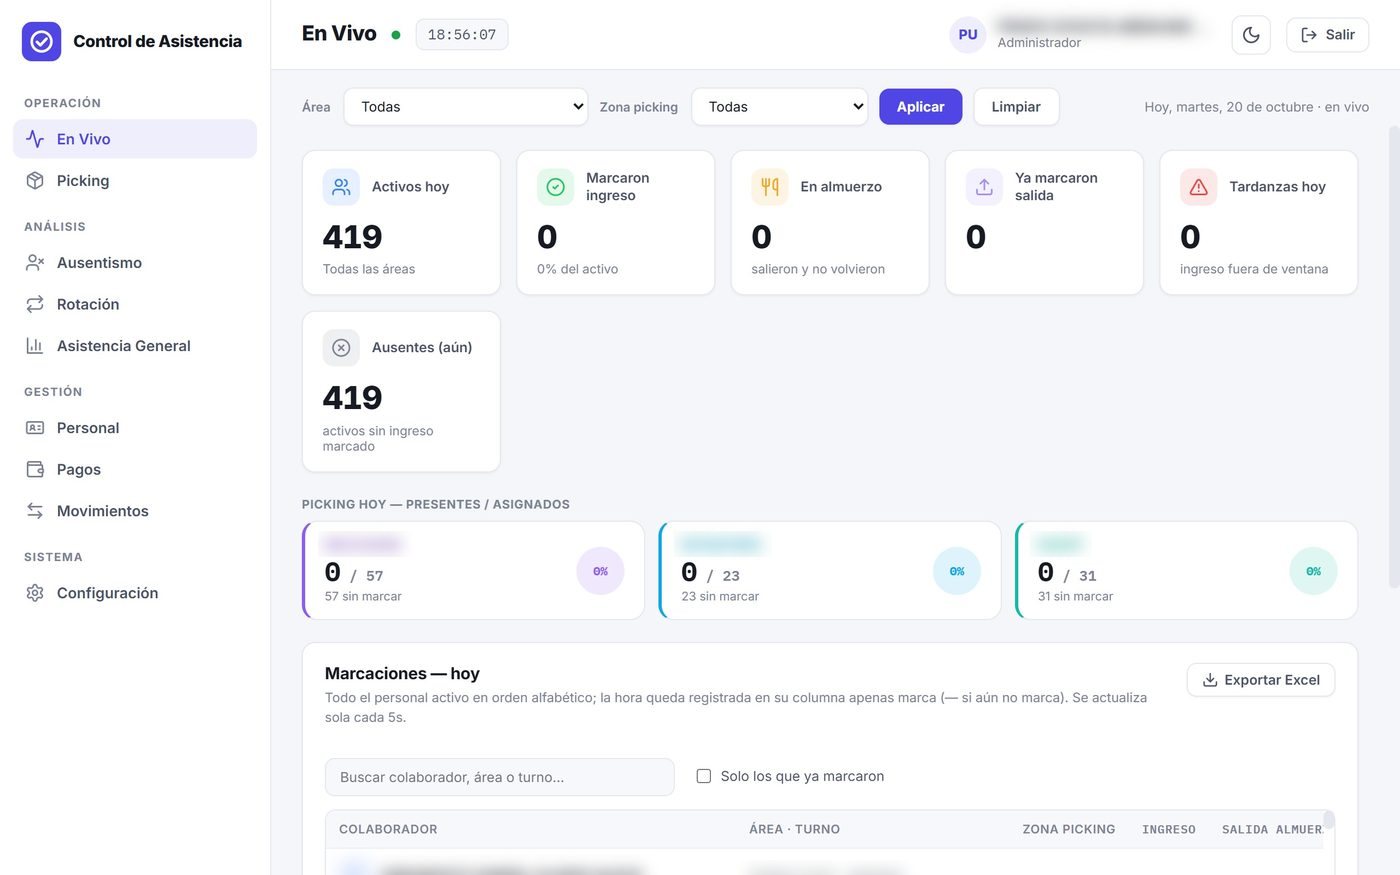 Control de Asistencia
OPERACIÓN
En Vivo
Picking
ANÁLISIS
Ausentismo
Rotación
Asistencia General
GESTIÓN
Personal
Pagos
Movimientos
SISTEMA
Configuración
En Vivo
18:56:07
PU
Administrador
Salir
Área
Todas
Zona picking
Todas
Aplicar
Limpiar
Hoy, martes, 20 de octubre · en vivo
Activos hoy
419
Todas las áreas
Marcaron
ingreso
0
0% del activo
En almuerzo
0
salieron y no volvieron
Ya marcaron
salida
0
Tardanzas hoy
0
ingreso fuera de ventana
Ausentes (aún)
419
activos sin ingreso
marcado
PICKING HOY — PRESENTES / ASIGNADOS
0 / 57
57 sin marcar
0%
0 / 23
23 sin marcar
0%
0 / 31
31 sin marcar
0%
Marcaciones — hoy
Todo el personal activo en orden alfabético; la hora queda registrada en su columna apenas marca (— si aún no marca). Se actualiza
sola cada 5s.
Exportar Excel
Buscar colaborador, área o turno...
Solo los que ya marcaron
COLABORADOR
ÁREA · TURNO
ZONA PICKING
INGRESO
SALIDA ALMUER